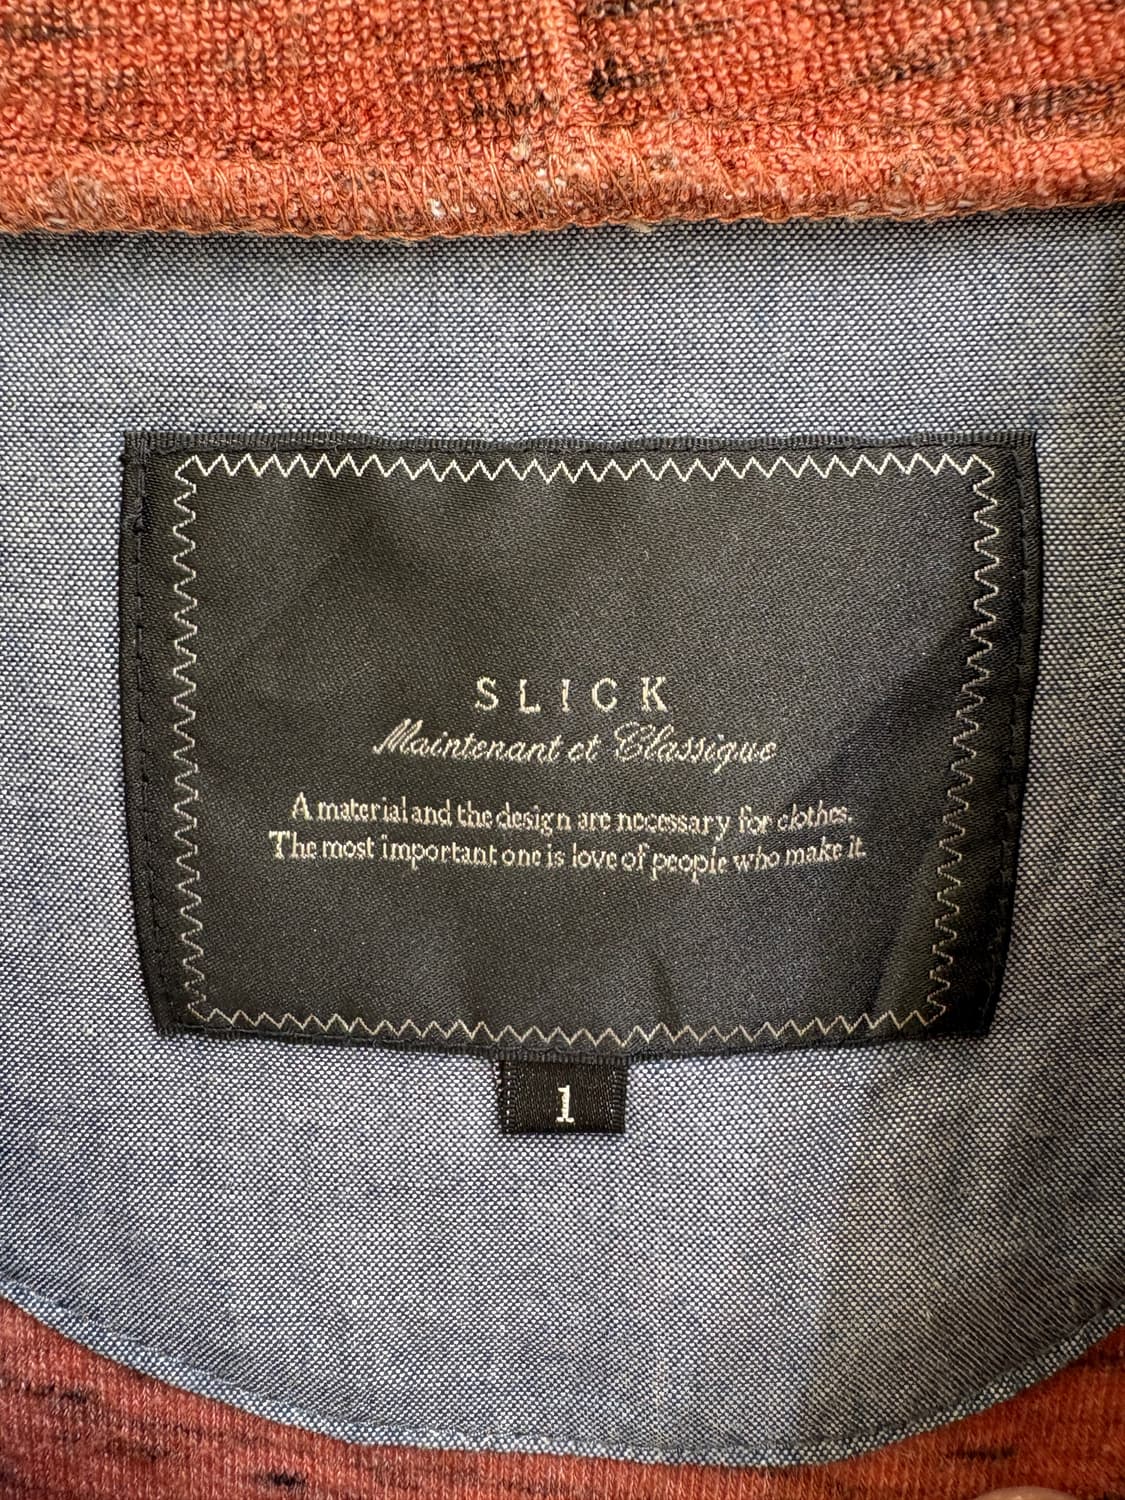 SLICK
Maintenant et Classique
A material and the design are necessary for clothes.
The most important one is love of people who make it.
1